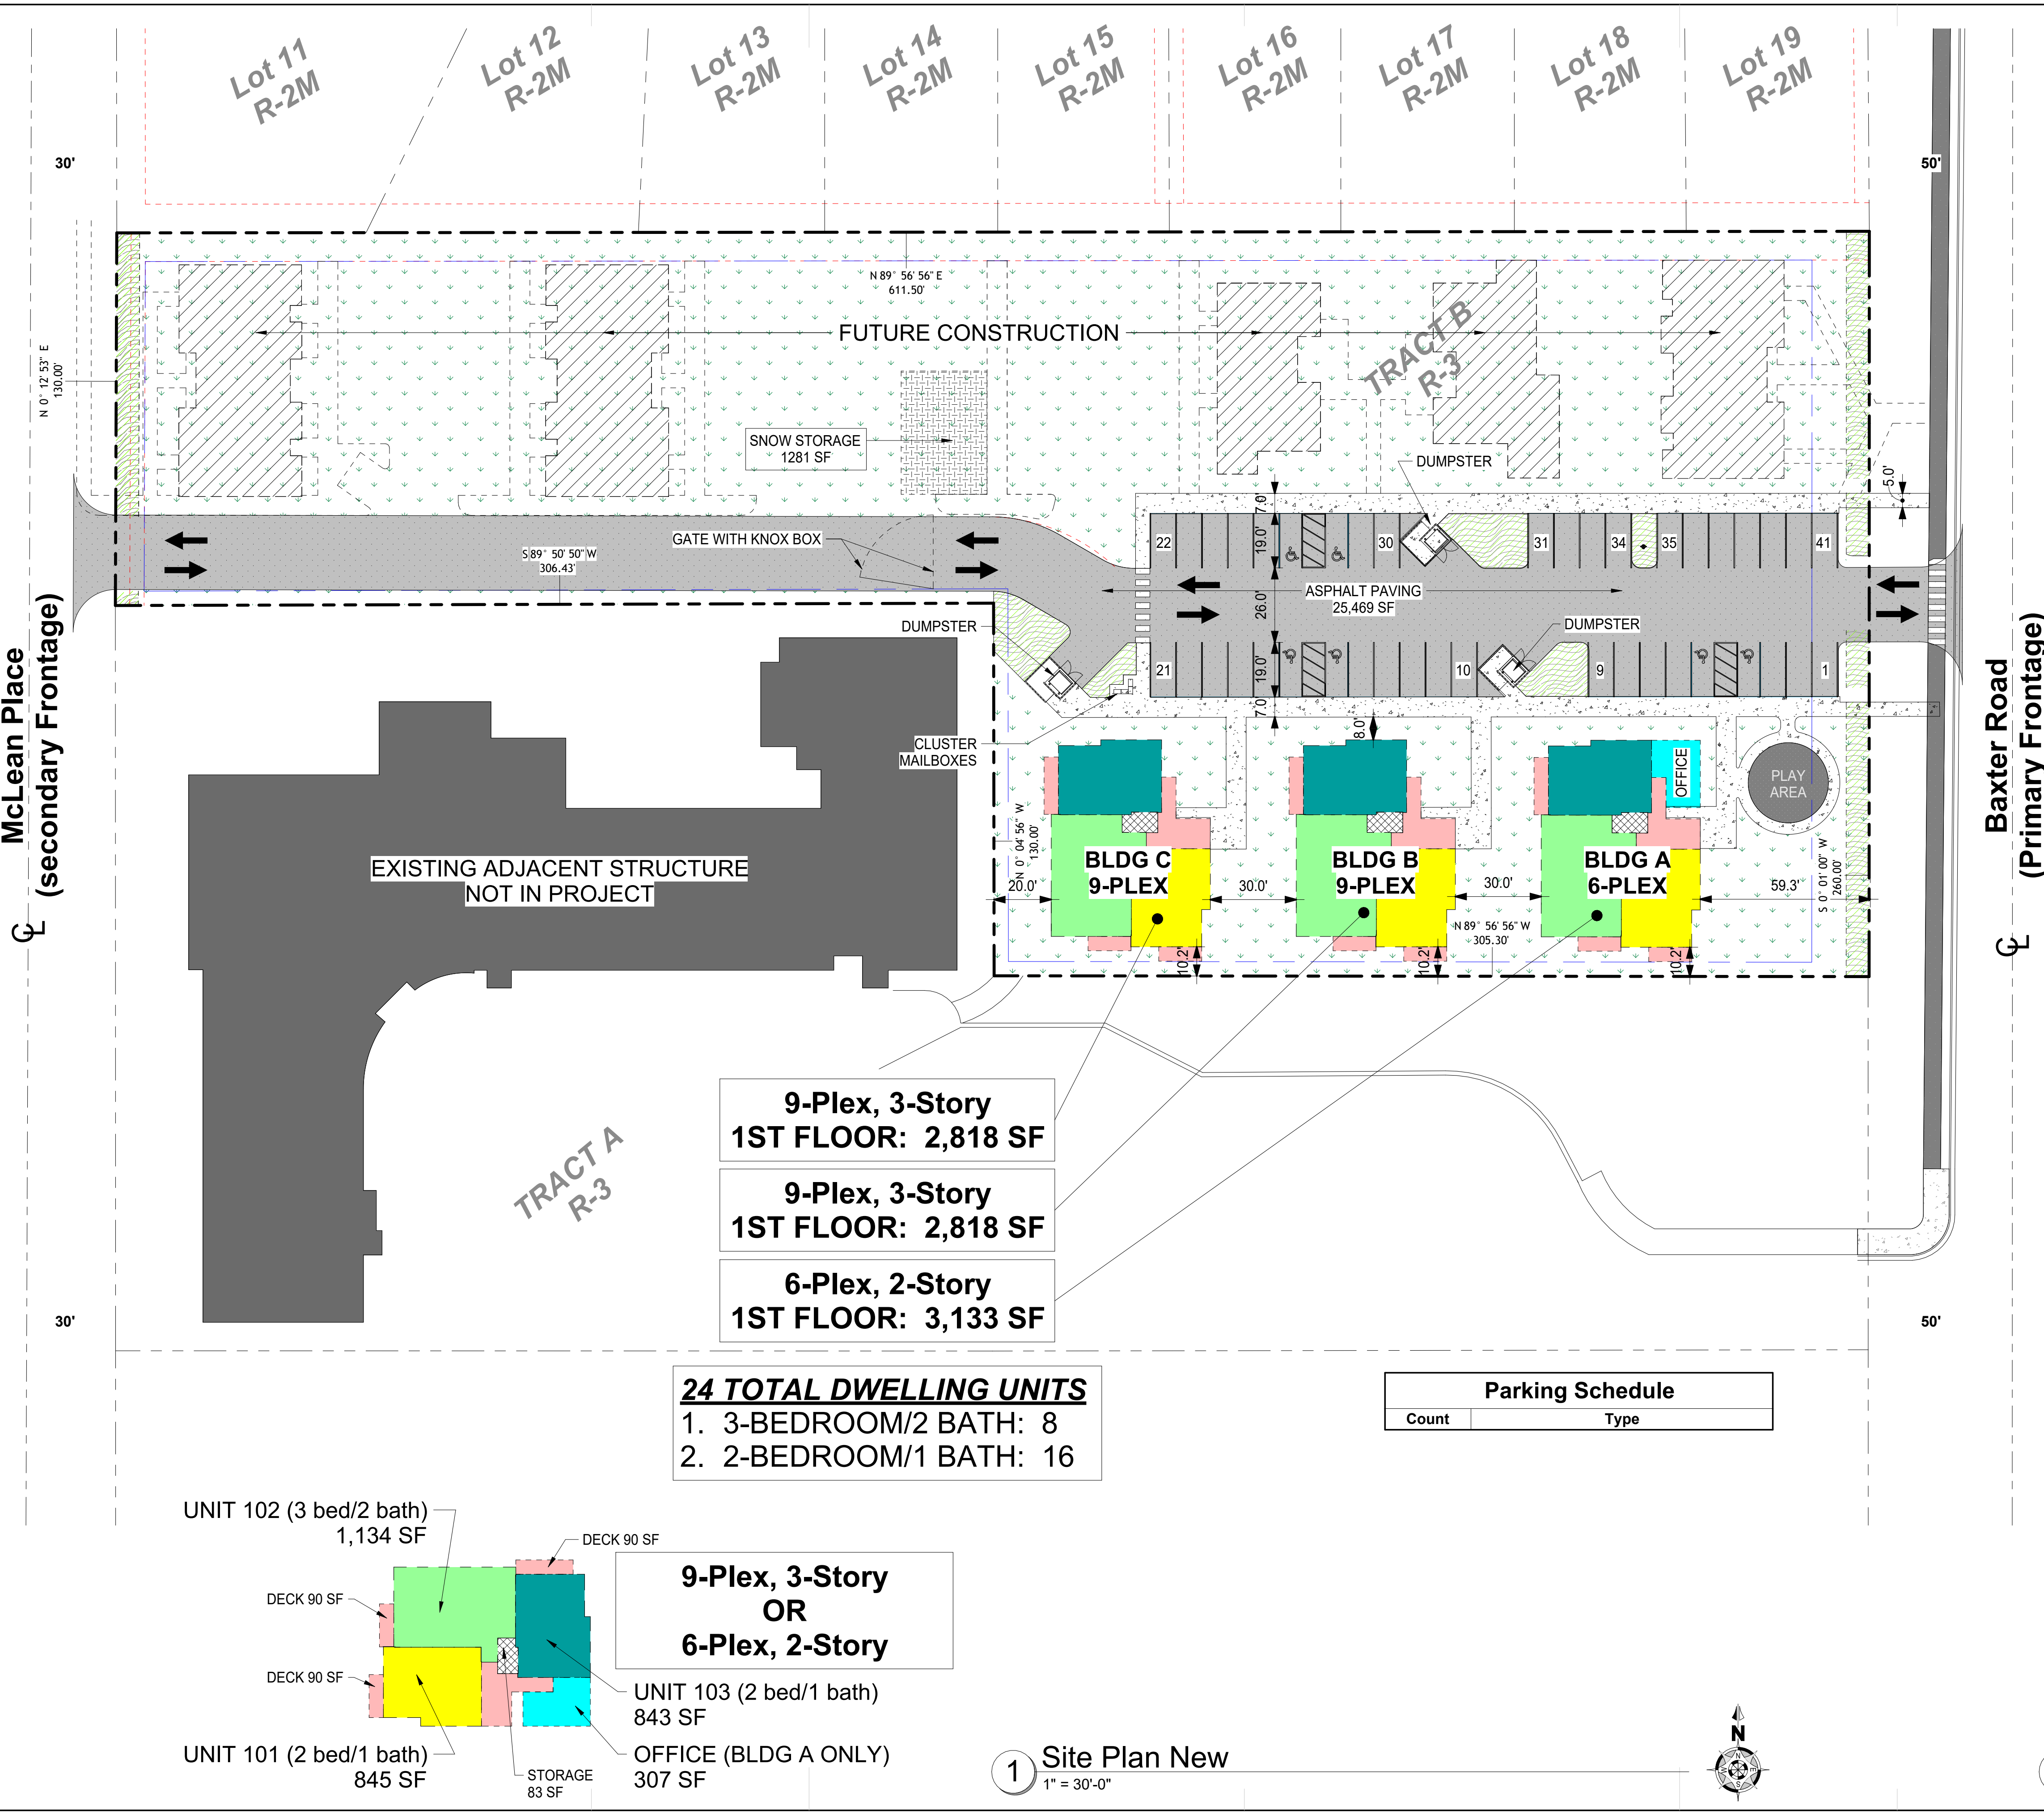 Lot 11
R-2M
Lot 12
R-2M
Lot 13
R-2M
Lot 14
R-2M
Lot 15
R-2M
Lot 16
R-2M
Lot 17
R-2M
Lot 18
R-2M
Lot 19
R-2M
30'
50'
N 89° 56' 56" E
611.50'
FUTURE CONSTRUCTION
TRACT B
R-3
N 0° 12' 53" E
130.00'
SNOW STORAGE
1281 SF
DUMPSTER
5.0'
7.0'
GATE WITH KNOX BOX
S 89° 50' 50" W
306.43'
22
19.0'
30
31
34
35
41
ASPHALT PAVING
25,469 SF
26.0'
DUMPSTER
DUMPSTER
21
19.0'
10
9
1
7.0'
McLean Place
(secondary Frontage)
Baxter Road
(Primary Frontage)
CLUSTER
MAILBOXES
8.0'
OFFICE
PLAY
AREA
N 0° 04' 56" W
130.00'
EXISTING ADJACENT STRUCTURE
NOT IN PROJECT
BLDG C
9-PLEX
BLDG B
9-PLEX
BLDG A
6-PLEX
20.0'
30.0'
30.0'
59.3'
S 0° 01' 00" W
260.00'
N 89° 56' 56" W
305.30'
10.2'
10.2'
10.2'
CL
CL
9-Plex, 3-Story
1ST FLOOR: 2,818 SF
9-Plex, 3-Story
1ST FLOOR: 2,818 SF
6-Plex, 2-Story
1ST FLOOR: 3,133 SF
TRACT A
R-3
30'
50'
24 TOTAL DWELLING UNITS
1. 3-BEDROOM/2 BATH: 8
2. 2-BEDROOM/1 BATH: 16
Parking Schedule
Count Type
UNIT 102 (3 bed/2 bath)
1,134 SF
DECK 90 SF
DECK 90 SF
DECK 90 SF
9-Plex, 3-Story
OR
6-Plex, 2-Story
UNIT 103 (2 bed/1 bath)
843 SF
UNIT 101 (2 bed/1 bath)
845 SF
STORAGE
83 SF
OFFICE (BLDG A ONLY)
307 SF
1 Site Plan New
1" = 30'-0"
N
N
E
S
W